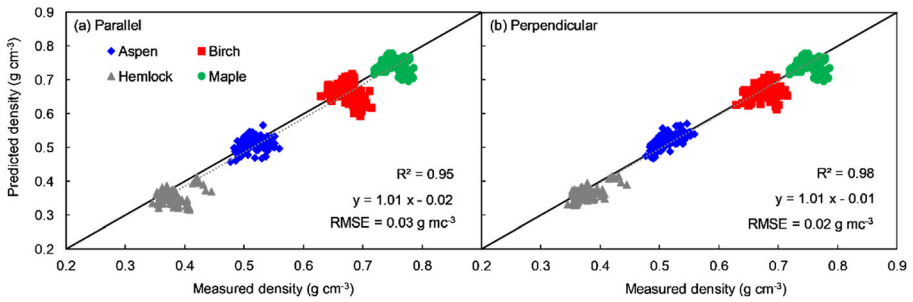 (a) Parallel
Aspen
Birch
Hemlock
Maple
R² = 0.95
y = 1.01 x - 0.02
RMSE = 0.03 g mc⁻³
Predicted density (g cm⁻³)
0.9
0.8
0.7
0.6
0.5
0.4
0.3
0.2
0.2 0.3 0.4 0.5 0.6 0.7 0.8
Measured density (g cm⁻³)
(b) Perpendicular
R² = 0.98
y = 1.01 x - 0.01
RMSE = 0.02 g mc⁻³
0.2 0.3 0.4 0.5 0.6 0.7 0.8 0.9
Measured density (g cm⁻³)